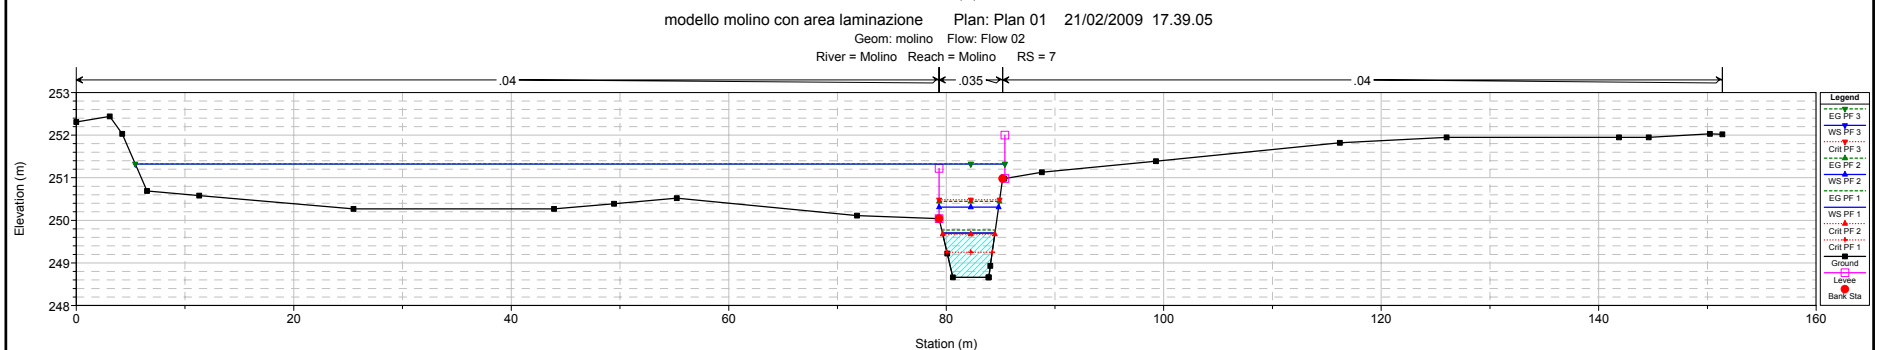 modello molino con area laminazione Plan: Plan 01 21/02/2009 17.39.05
Geom: molino Flow: Flow 02
River = Molino Reach = Molino RS = 7
.04 .035 .04
253
252
251
250
249
248
Elevation (m)
0 20 40 60 80 100 120 140 160
Station (m)
Legend
EG PF 3
WS PF 3
Crit PF 3
EG PF 2
WS PF 2
EG PF 1
WS PF 1
Crit PF 2
Crit PF 1
Ground
Levee
Bank Sta